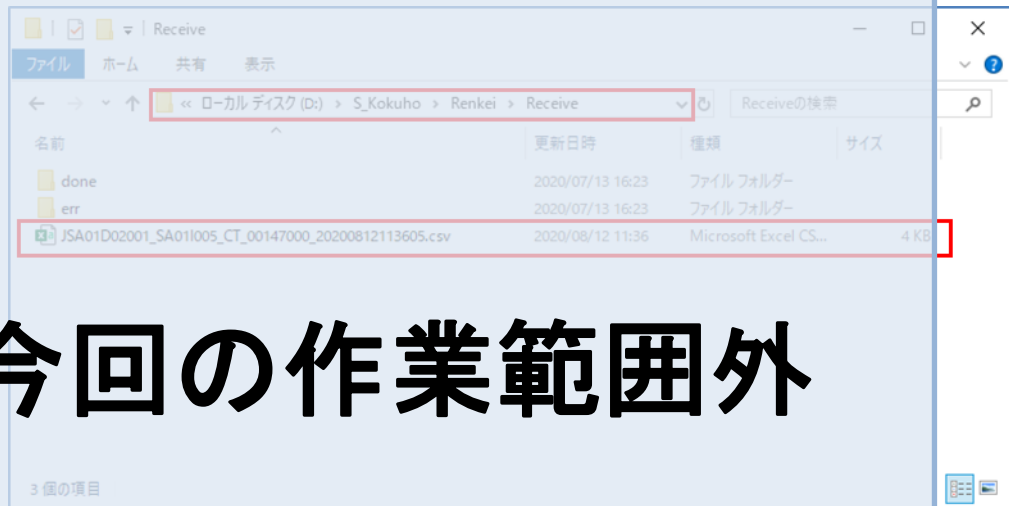 Receive
ファイル ホーム 共有 表示
« ローカル ディスク (D:) › S_Kokuho › Renkei › Receive Receiveの検索
名前 更新日時 種類 サイズ
done 2020/07/13 16:23 ファイル フォルダー
err 2020/07/13 16:23 ファイル フォルダー
JSA01D02001_SA01I005_CT_00147000_20200812113605.csv 2020/08/12 11:36 Microsoft Excel CS... 4 KB
今回の作業範囲外
3 個の項目